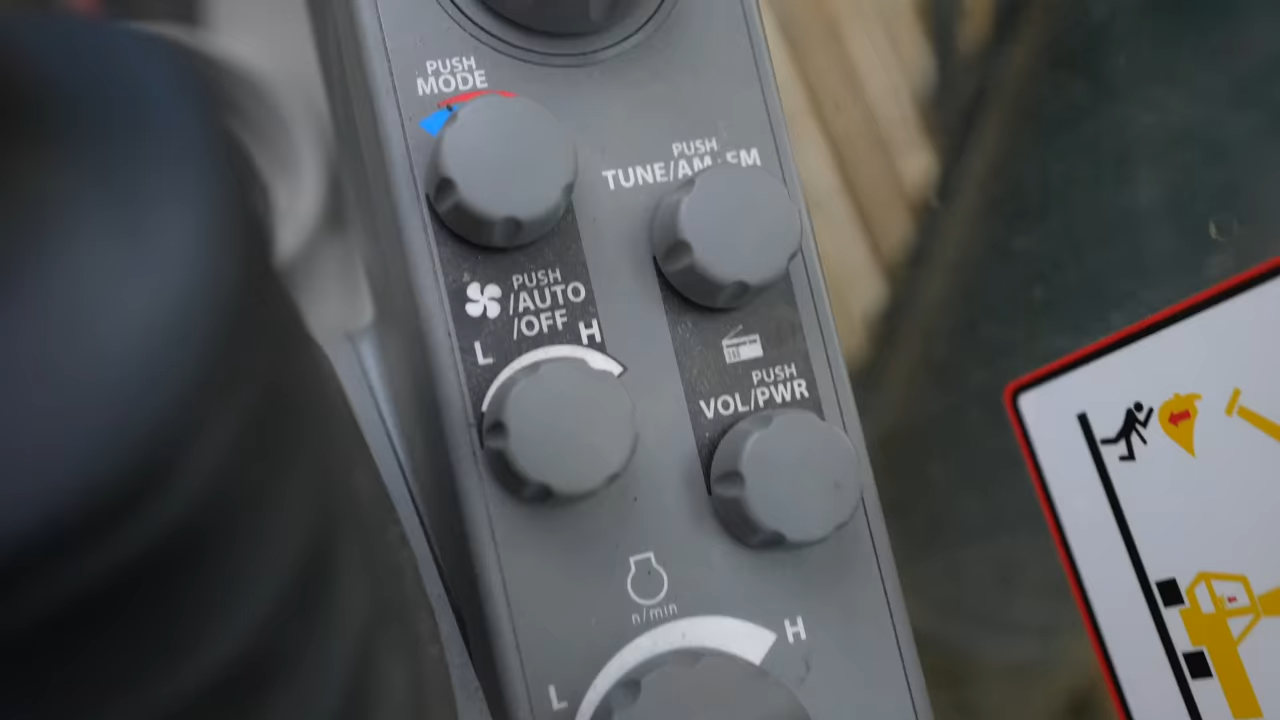 PUSH
MODE
PUSH
TUNE/AM·FM
PUSH
/AUTO
/OFF
L
H
PUSH
VOL/PWR
n/min
L
H